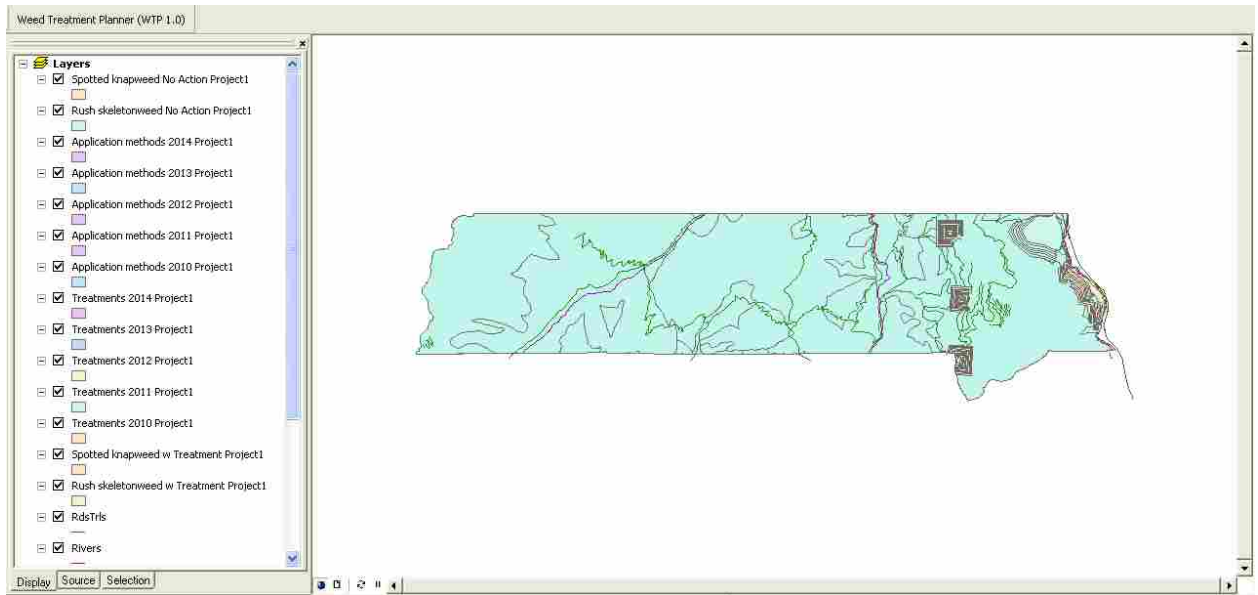 Weed Treatment Planner (WTP 1.0)
Layers
Spotted knapweed No Action Project1
Rush skeletonweed No Action Project1
Application methods 2014 Project1
Application methods 2013 Project1
Application methods 2012 Project1
Application methods 2011 Project1
Application methods 2010 Project1
Treatments 2014 Project1
Treatments 2013 Project1
Treatments 2012 Project1
Treatments 2011 Project1
Treatments 2010 Project1
Spotted knapweed w Treatment Project1
Rush skeletonweed w Treatment Project1
RdsTrls
Rivers
Display Source Selection